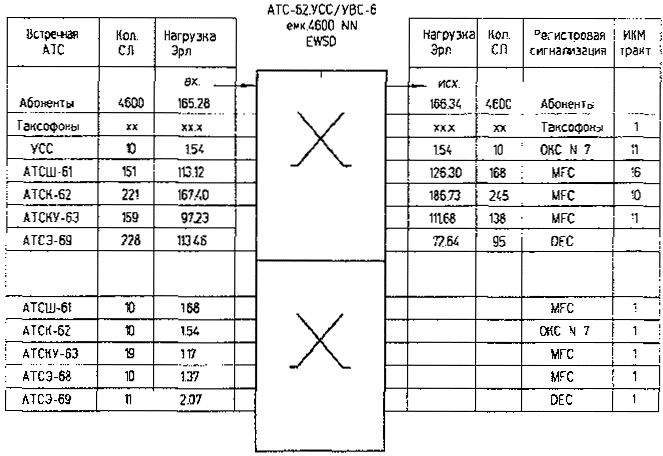 АТС-62.УСС/УВС-6
емк.4600 NN
EWSD
Встречная АТС Кол. СЛ Нагрузка Эрл Нагрузка Эрл Кол. СЛ Регистровая сигнализация ИКМ тракт
вх. исх.
Абоненты 4600 165.28 166.34 4600 Абоненты
Таксофоны xx xx.x xx.x xx Таксофоны 1
УСС 10 1.54 1.54 10 ОКС N 7 11
АТСШ-61 151 113.12 126.30 168 MFC 16
АТСК-62 221 167.40 186.73 245 MFC 10
АТСКУ-63 159 97.23 111.68 138 MFC 11
АТСЭ-69 228 113.46 72.64 95 DEC
АТСШ-61 10 1.68 MFC 1
АТСК-62 10 1.54 ОКС N 7 1
АТСКУ-63 19 1.17 MFC 1
АТСЭ-68 10 1.37 MFC 1
АТСЭ-69 11 2.07 DEC 1